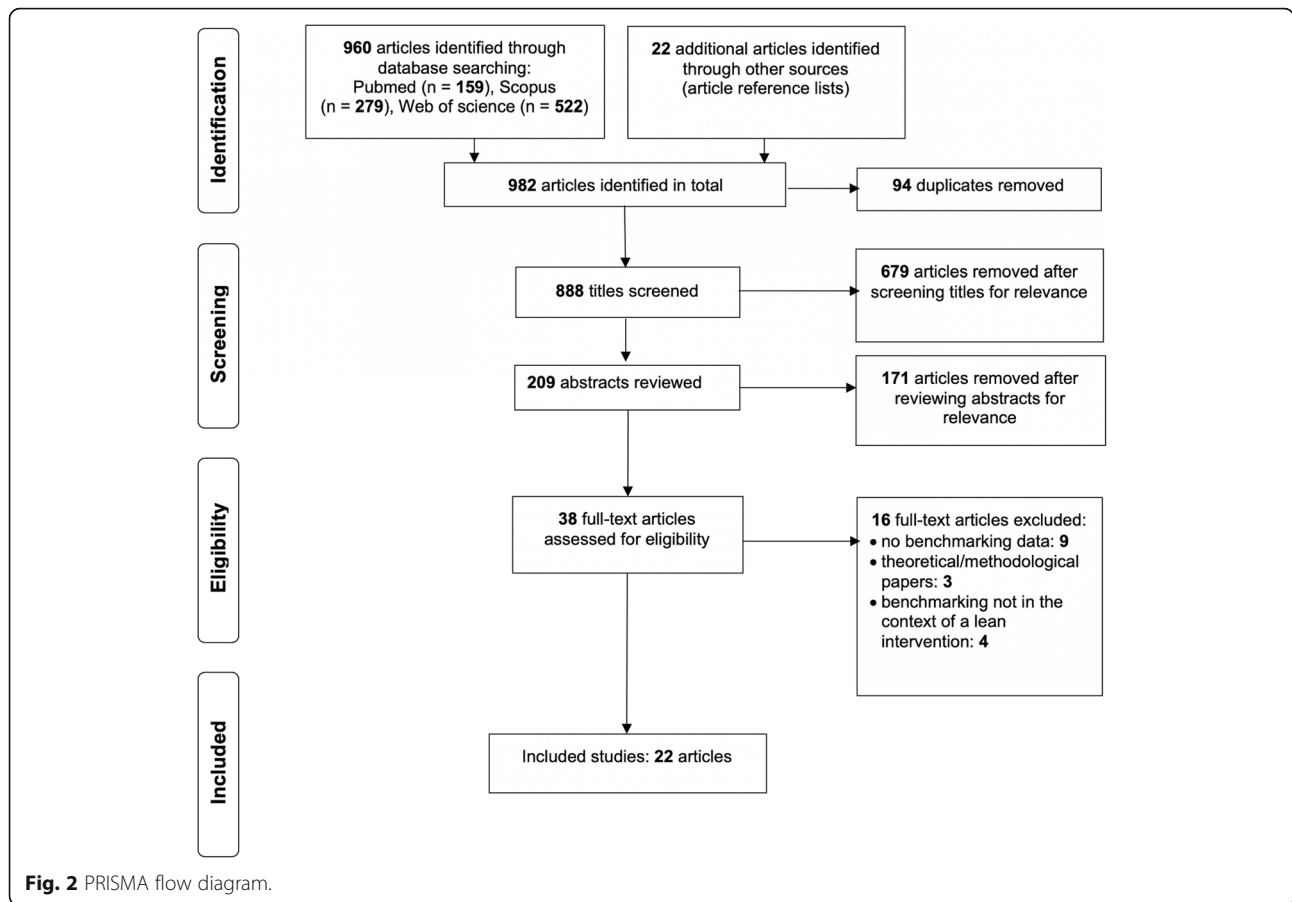 Identification
960 articles identified through
database searching:
Pubmed (n = 159), Scopus
(n = 279), Web of science (n = 522)
22 additional articles identified
through other sources
(article reference lists)
982 articles identified in total
94 duplicates removed
Screening
888 titles screened
679 articles removed after
screening titles for relevance
209 abstracts reviewed
171 articles removed after
reviewing abstracts for
relevance
Eligibility
38 full-text articles
assessed for eligibility
16 full-text articles excluded:
• no benchmarking data: 9
• theoretical/methodological
papers: 3
• benchmarking not in the
context of a lean
intervention: 4
Included
Included studies: 22 articles
Fig. 2 PRISMA flow diagram.